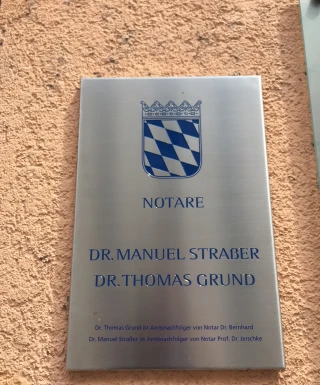 NOTARE
DR. MANUEL STRAßER
DR. THOMAS GRUND
Dr. Thomas Grund ist Amtsnachfolger von Notar Dr. Bernhard
Dr. Manuel Straßer ist Amtsnachfolger von Notar Prof. Dr. Jerschke